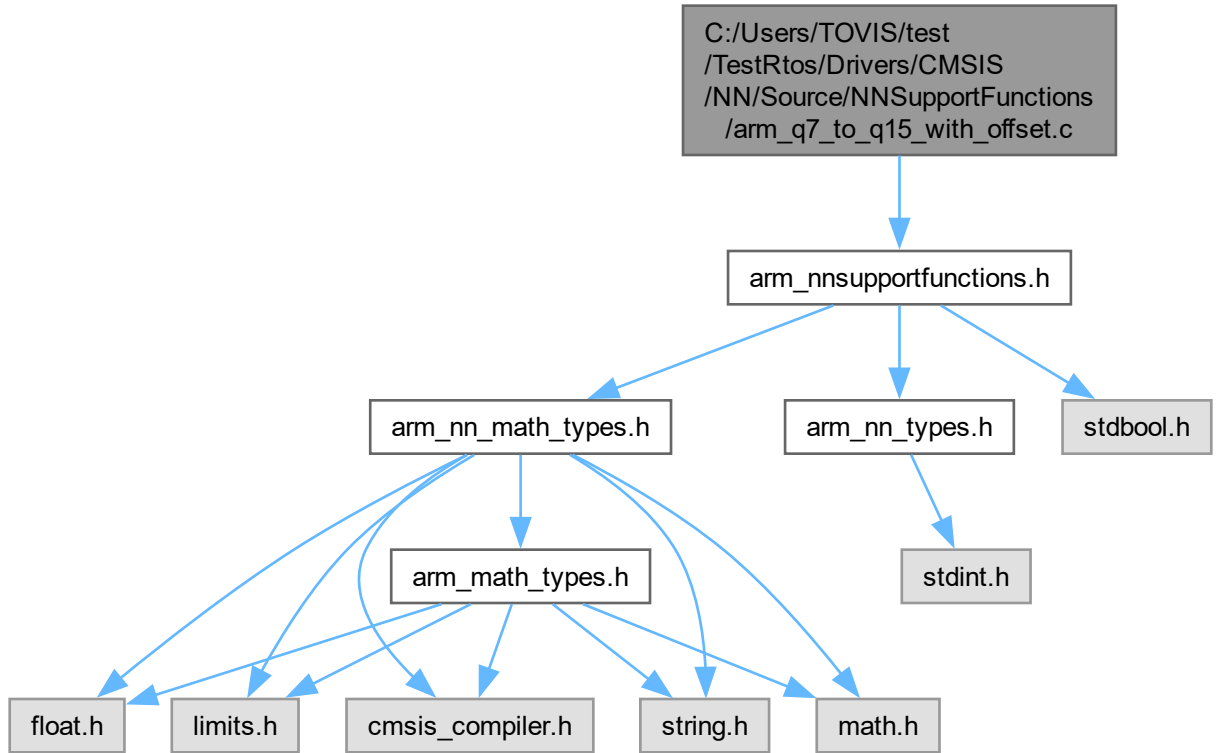 C:/Users/TOVIS/test
/TestRtos/Drivers/CMSIS
/NN/Source/NNSupportFunctions
/arm_q7_to_q15_with_offset.c
arm_nnsupportfunctions.h
arm_nn_math_types.h
arm_nn_types.h
stdbool.h
arm_math_types.h
stdint.h
float.h
limits.h
cmsis_compiler.h
string.h
math.h